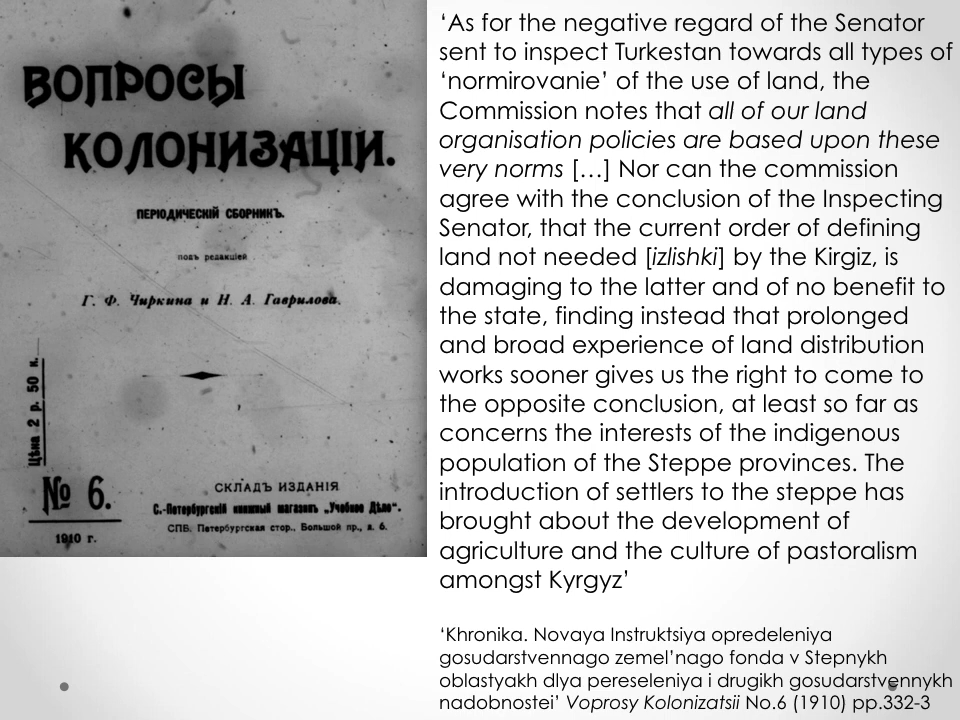 ВОПРОСЫ
КОЛОНИЗАЦІИ.
ПЕРІОДИЧЕСКІЙ СБОРНИКЪ.
подъ редакціей
Г. Ф. Чиркина и Н. А. Гаврилова.
Цѣна 2 р. 50 к.
№ 6.
1910 г.
СКЛАДЪ ИЗДАНІЯ
С.-Петербургскій книжный магазинъ „Учебное Дѣло“.
СПБ. Петербургская стор., Большой пр., д. 6.
‘As for the negative regard of the Senator
sent to inspect Turkestan towards all types of
‘normirovanie’ of the use of land, the
Commission notes that all of our land
organisation policies are based upon these
very norms […] Nor can the commission
agree with the conclusion of the Inspecting
Senator, that the current order of defining
land not needed [izlishki] by the Kirgiz, is
damaging to the latter and of no benefit to
the state, finding instead that prolonged
and broad experience of land distribution
works sooner gives us the right to come to
the opposite conclusion, at least so far as
concerns the interests of the indigenous
population of the Steppe provinces. The
introduction of settlers to the steppe has
brought about the development of
agriculture and the culture of pastoralism
amongst Kyrgyz’
‘Khronika. Novaya Instruktsiya opredeleniya
gosudarstvennago zemel’nago fonda v Stepnykh
oblastyakh dlya pereseleniya i drugikh gosudarstvennykh
nadobnostei’ Voprosy Kolonizatsii No.6 (1910) pp.332-3